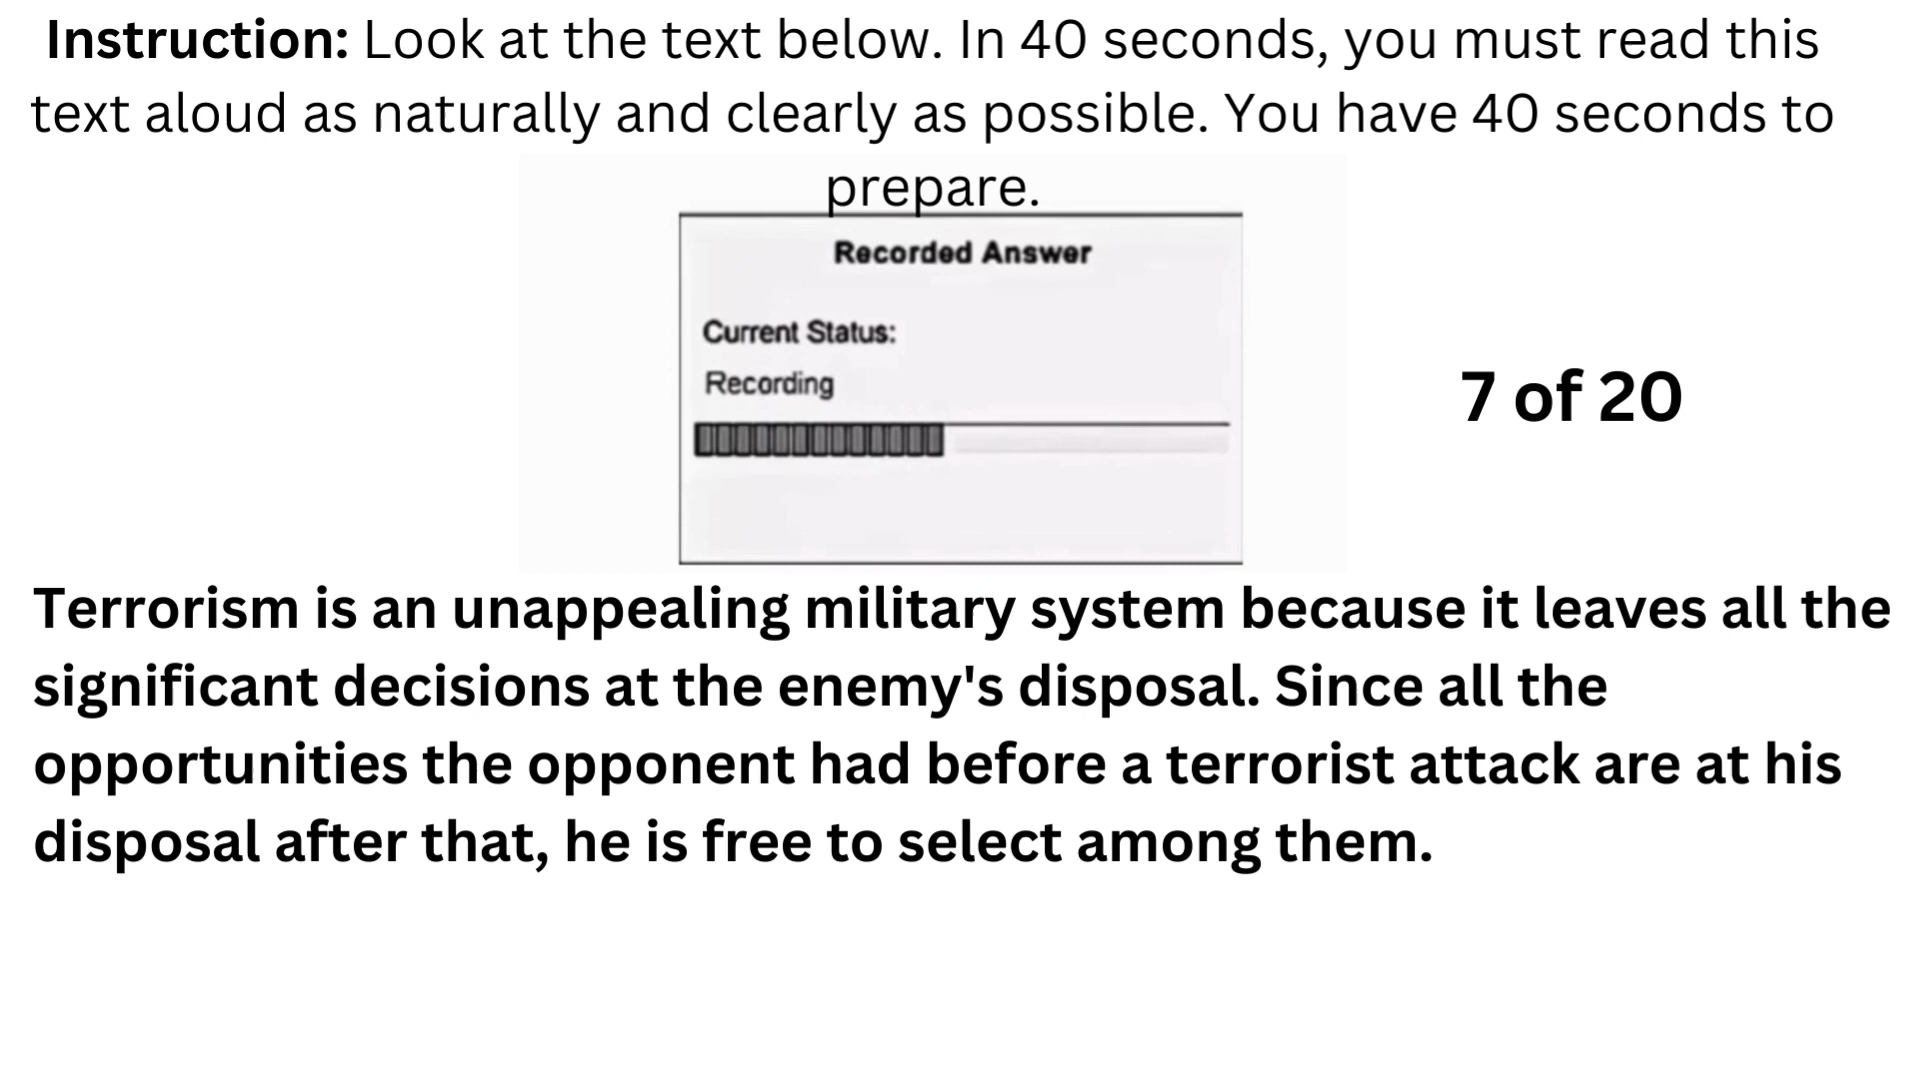 Instruction: Look at the text below. In 40 seconds, you must read this
text aloud as naturally and clearly as possible. You have 40 seconds to
prepare.
Recorded Answer
Current Status:
Recording
7 of 20
Terrorism is an unappealing military system because it leaves all the
significant decisions at the enemy's disposal. Since all the
opportunities the opponent had before a terrorist attack are at his
disposal after that, he is free to select among them.